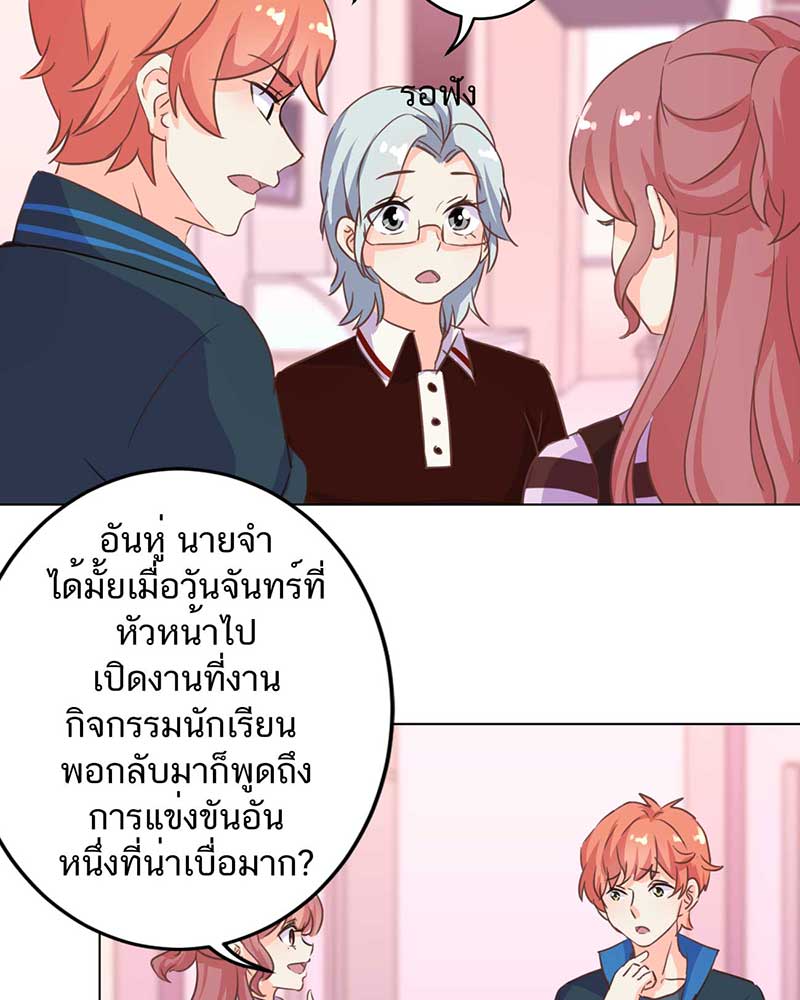 รอฟัง
อันหู่ นายจำ
ได้มั้ยเมื่อวันจันทร์ที่
หัวหน้าไป
เปิดงานที่งาน
กิจกรรมนักเรียน
พอกลับมาก็พูดถึง
การแข่งขันอัน
หนึ่งที่น่าเบื่อมาก?